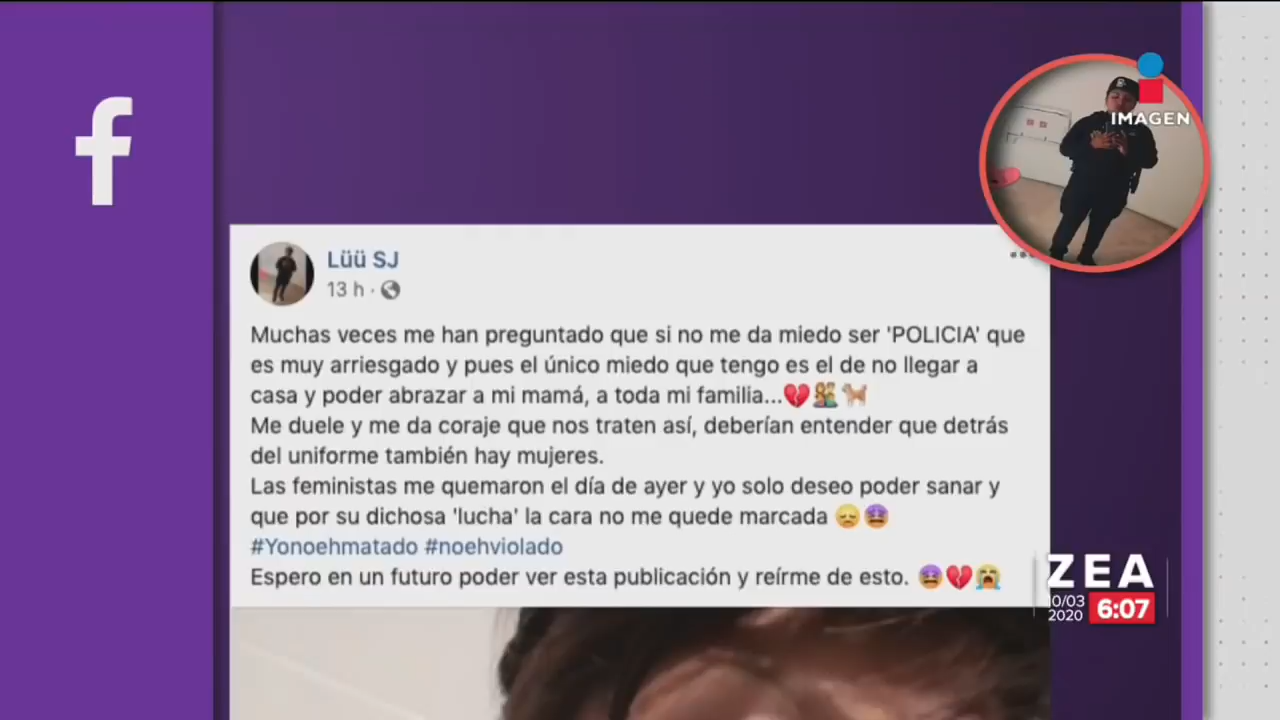 f
IMAGEN
Lüü SJ
13 h ·
Muchas veces me han preguntado que si no me da miedo ser 'POLICIA' que
es muy arriesgado y pues el único miedo que tengo es el de no llegar a
casa y poder abrazar a mi mamá, a toda mi familia...💔👩‍👩‍👧‍👦🐕
Me duele y me da coraje que nos traten así, deberían entender que detrás
del uniforme también hay mujeres.
Las feministas me quemaron el día de ayer y yo solo deseo poder sanar y
que por su dichosa 'lucha' la cara no me quede marcada 😞
#Yonoehmatado #noehviolado
Espero en un futuro poder ver esta publicación y reírme de esto. 💔😭
ZEA
10/03
2020
6:07